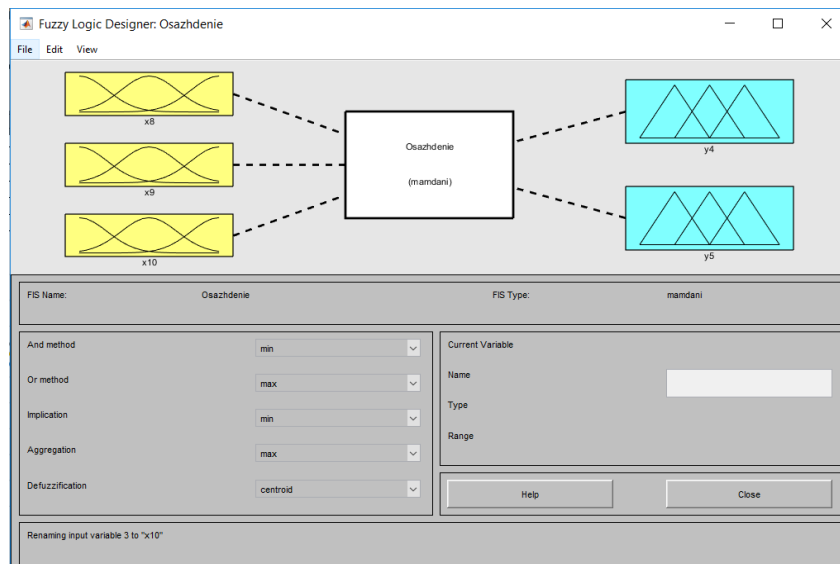 Fuzzy Logic Designer: Osazhdenie
File Edit View
x8
x9
x10
Osazhdenie
(mamdani)
y4
y5
FIS Name: Osazhdenie FIS Type: mamdani
And method min
Or method max
Implication min
Aggregation max
Defuzzification centroid
Current Variable
Name
Type
Range
Help Close
Renaming input variable 3 to "x10"